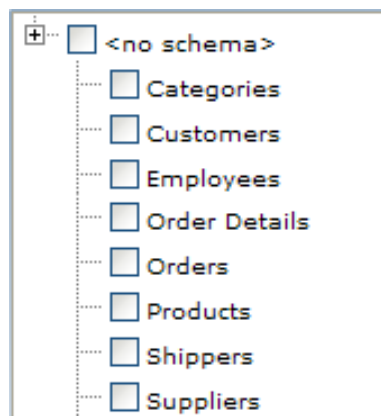 <no schema>
Categories
Customers
Employees
Order Details
Orders
Products
Shippers
Suppliers